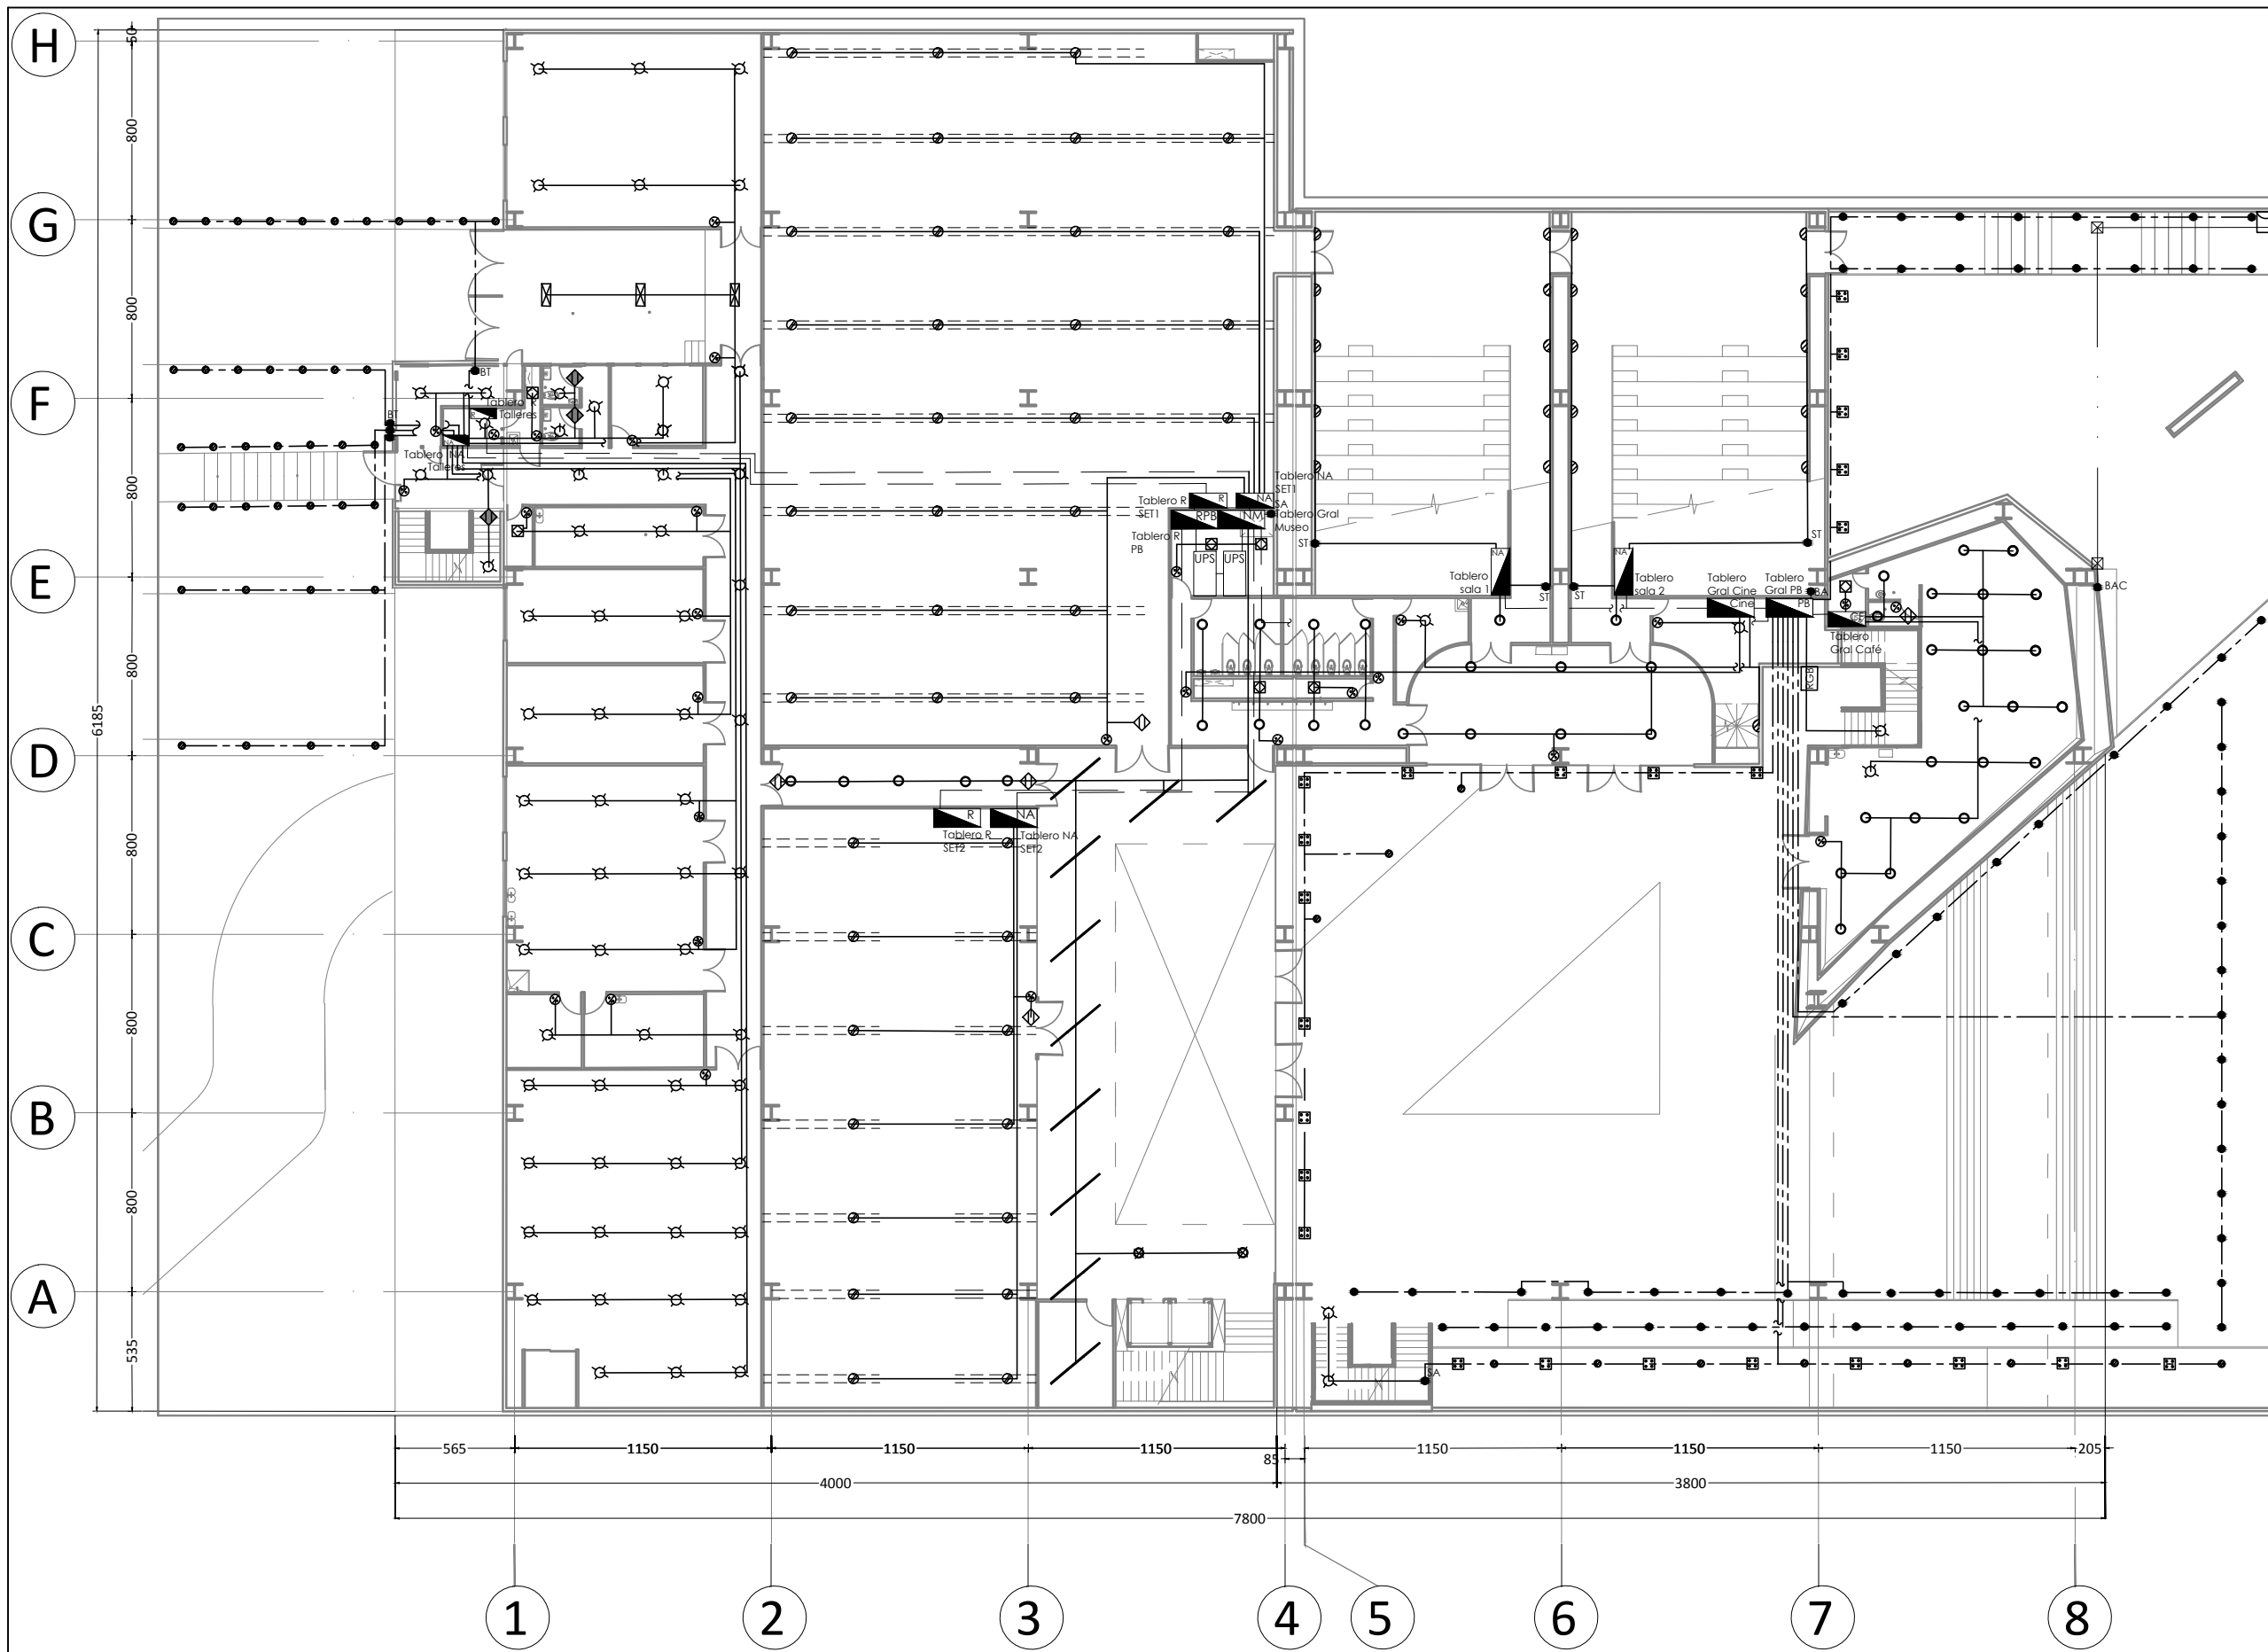 H
50
800
G
800
BT
F
Tablero R
R
Talleres
BT
NA
Tablero NA
Talleres
800
Tablero NA
SET1
SA
Tablero R
SET1
R
NA
RPB
NM
Tablero Gral
Museo
Tablero R
PB
UPS
UPS
ST
ST
NA
NA
E
Tablero
sala 1
ST
ST
Tablero
sala 2
Tablero
Gral Cine
Cine
Tablero
Gral PB
BA
PB
BAC
Tablero
Gral Café
800
RGB
6185
D
R
NA
Tablero R
SET2
Tablero NA
SET2
800
C
800
B
800
A
535
SA
565
1150
1150
1150
85
1150
1150
1150
205
4000
3800
7800
1
2
3
4
5
6
7
8